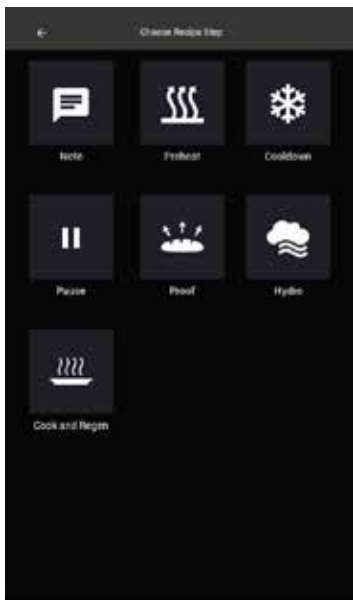 Choose Recipe Step
Note
Preheat
Cooldown
Pause
Proof
Hydro
Cook and Regen